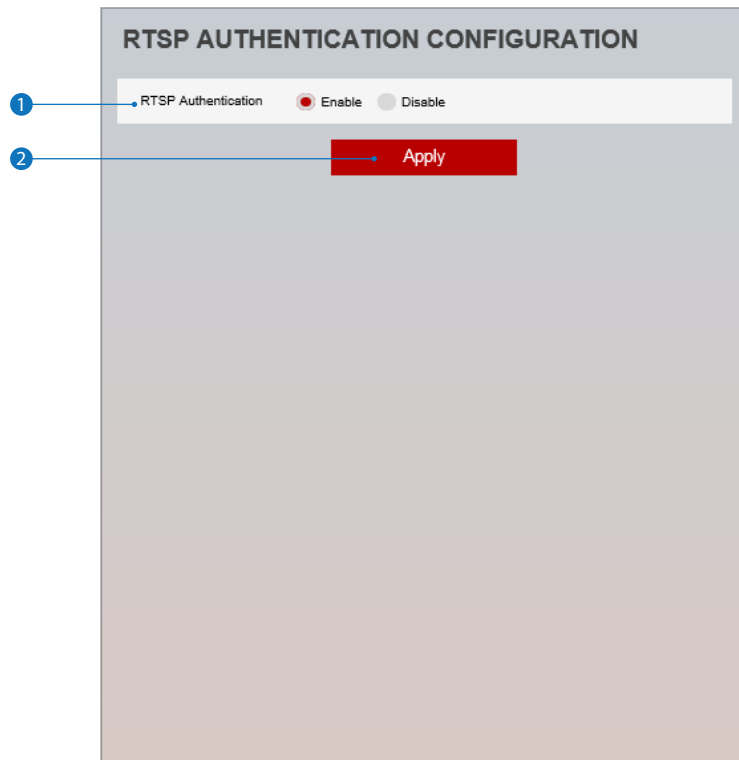 RTSP AUTHENTICATION CONFIGURATION
1 RTSP Authentication Enable Disable
2 Apply